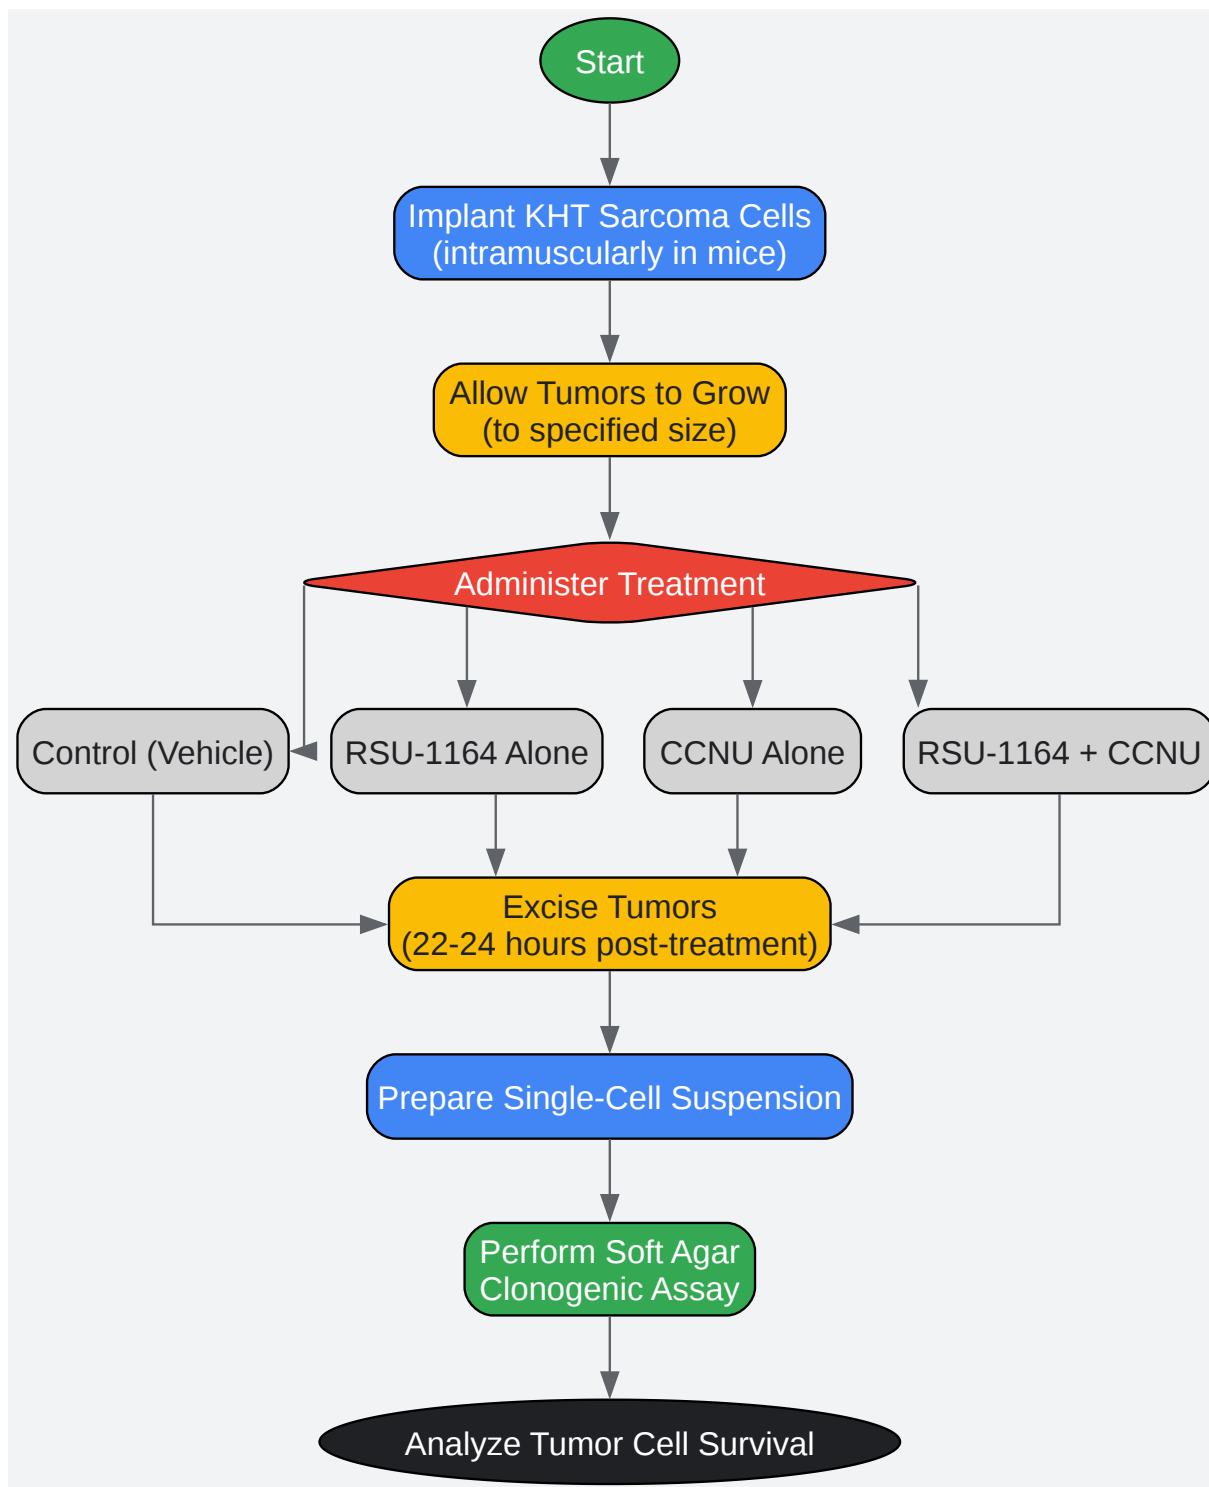 Start
Implant KHT Sarcoma Cells
(intramuscularly in mice)
Allow Tumors to Grow
(to specified size)
Administer Treatment
Control (Vehicle)
RSU-1164 Alone
CCNU Alone
RSU-1164 + CCNU
Excise Tumors
(22-24 hours post-treatment)
Prepare Single-Cell Suspension
Perform Soft Agar
Clonogenic Assay
Analyze Tumor Cell Survival